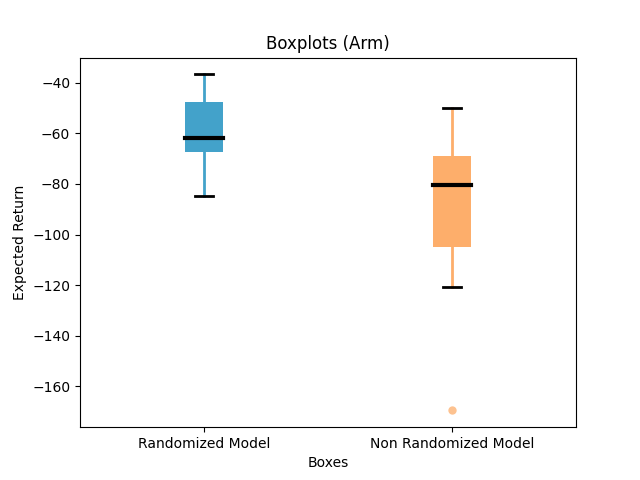 Boxplots (Arm)
−40
−60
−80
−100
−120
−140
−160
Expected Return
Randomized Model
Non Randomized Model
Boxes